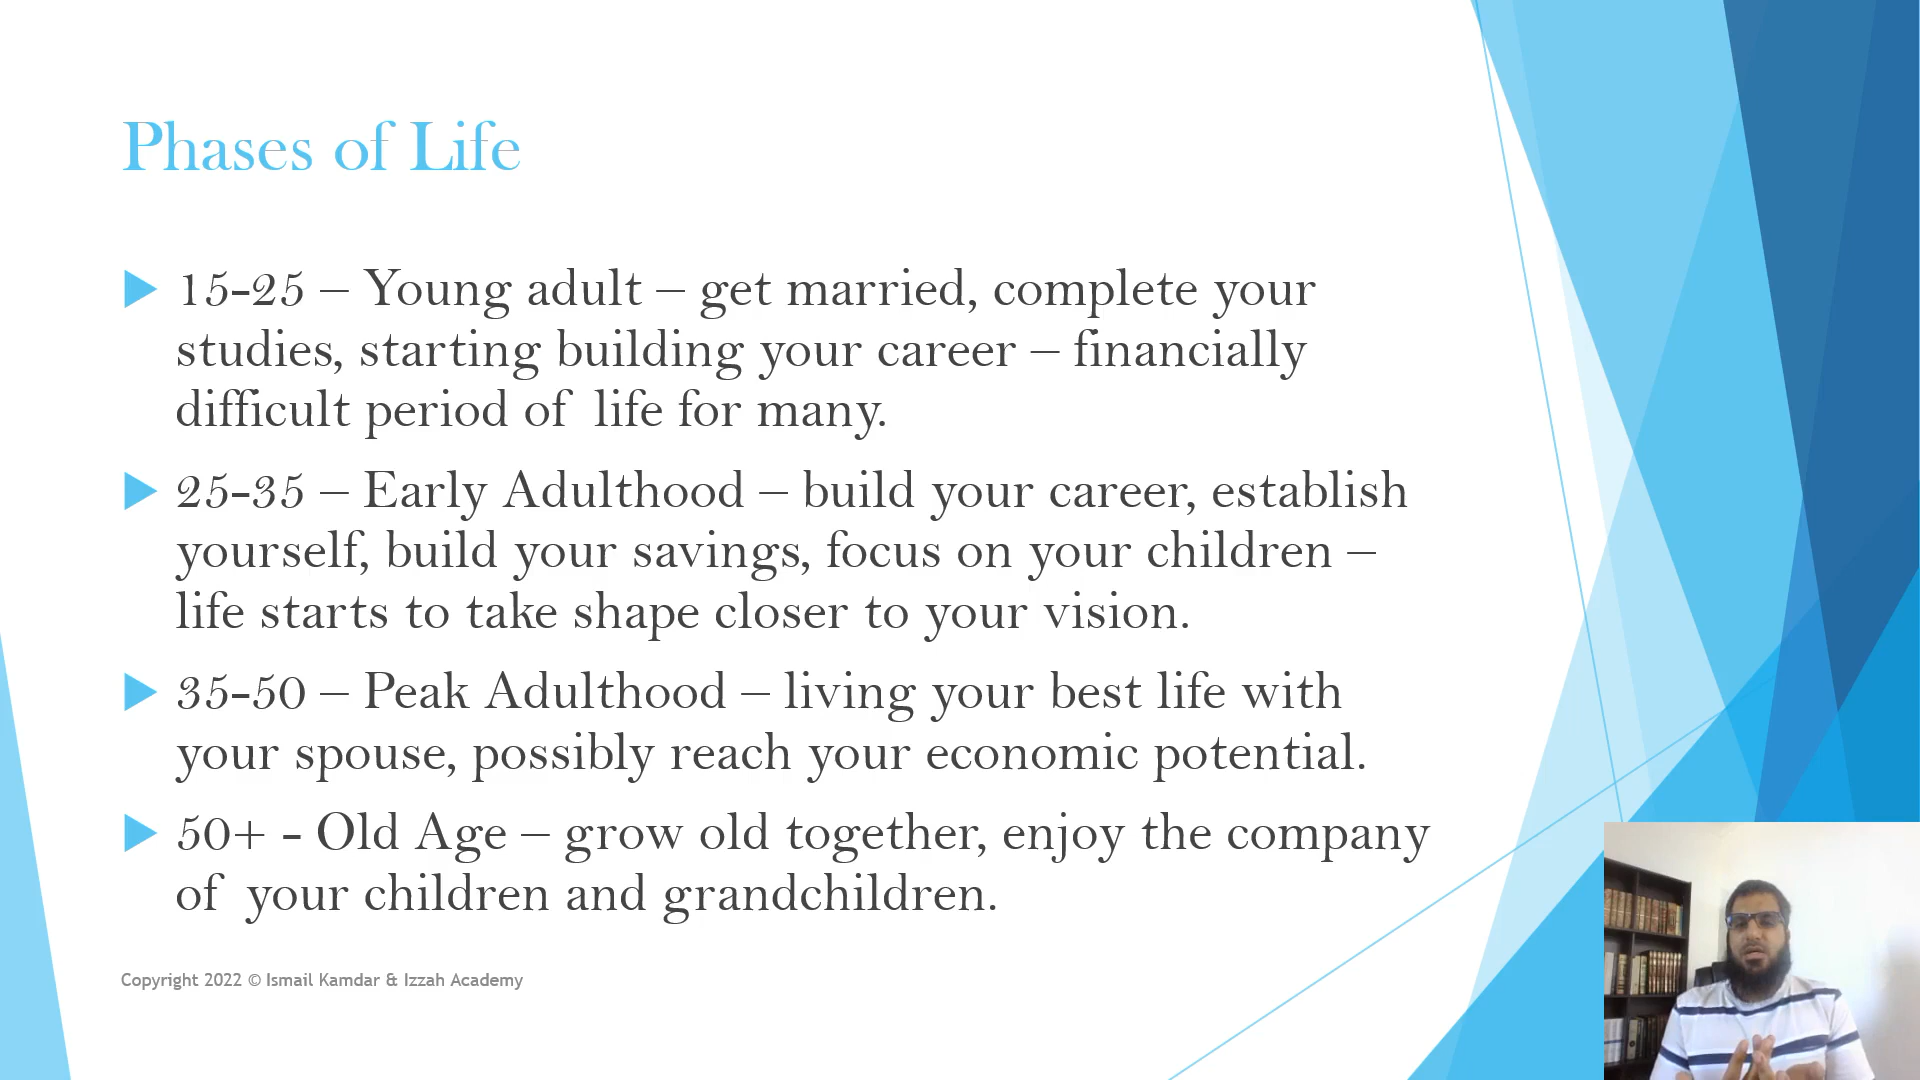 Phases of Life
15-25 – Young adult – get married, complete your
studies, starting building your career – financially
difficult period of life for many.
25-35 – Early Adulthood – build your career, establish
yourself, build your savings, focus on your children –
life starts to take shape closer to your vision.
35-50 – Peak Adulthood – living your best life with
your spouse, possibly reach your economic potential.
50+ - Old Age – grow old together, enjoy the company
of your children and grandchildren.
Copyright 2022 © Ismail Kamdar & Izzah Academy